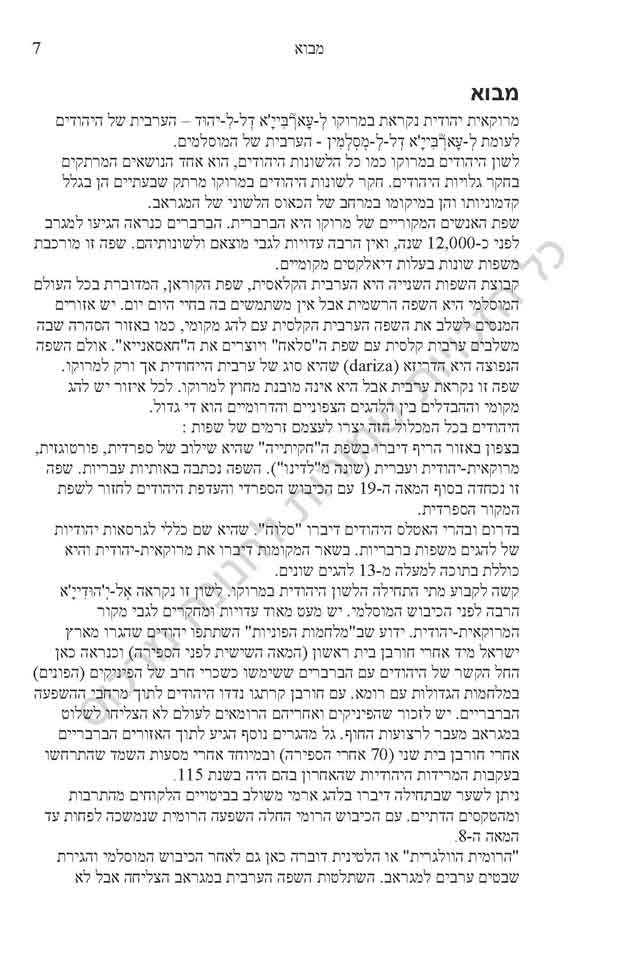 7 מבוא
מבוא
מרוקאית יהודית נקראת במרוקו לְ-עָארְבִּייָ'א דֶל-לִ-יהוּד – הערבית של היהודים
לעומת לְ-עָארְבִּייָ'א דֶל-לְ-מְסְלְמִין - הערבית של המוסלמים.
לשון היהודים במרוקו כמו כל הלשונות היהודים, הוא אחד הנושאים המרתקים
בחקר גלויות היהודים. חקר לשונות היהודים במרוקו מרתק שבעתיים הן בגלל
קדמוניותו והן במיקומו במרחב של הכאוס הלשוני של המגראב.
שפת האנשים המקוריים של מרוקו היא הברברית. הברברים כנראה הגיעו למגרב
לפני כ-12,000 שנה, ואין הרבה עדויות לגבי מוצאם ולשונותיהם. שפה זו מורכבת
משפות שונות בעלות דיאלקטים מקומיים.
קבוצת השפות השנייה היא הערבית הקלאסית, שפת הקוראן, המדוברת בכל העולם
המוסלמי היא השפה הרשמית אבל אין משתמשים בה בחיי היום יום. יש אזורים
המנסים לשלב את השפה הערבית הקלסית עם להג מקומי, כמו באזור הסהרה שבה
משלבים ערבית קלסית עם שפת ה"סלאח" ויוצרים את ה"חאסאנייא". אולם השפה
הנפוצה היא הדריזא (dariza) שהיא סוג של ערבית הייחודית אך ורק למרוקו.
שפה זו נקראת ערבית אבל היא אינה מובנת מחוץ למרוקו. לכל איזור יש להג
מקומי וההבדלים בין הלהגים הצפוניים והדרומיים הוא די גדול.
היהודים בכל המכלול הזה יצרו לעצמם זרמים של שפות :
בצפון באזור הריף דיברו בשפת ה"חקיתייה" שהיא שילוב של ספרדית, פורטוגזית,
מרוקאית-יהודית ועברית (שונה מ"לדינו"). השפה נכתבה באותיות עבריות. שפה
זו נכחדה בסוף המאה ה-19 עם הכיבוש הספרדי והעדפת היהודים לחזור לשפת
המקור הספרדית.
בדרום ובהרי האטלס היהודים דיברו "סלוח". שהיא שם כללי לגרסאות יהודיות
של להגים משפות ברבריות. בשאר המקומות דיברו את מרוקאית-יהודית והיא
כוללת בתוכה למעלה מ-13 להגים שונים.
קשה לקבוע מתי התחילה הלשון היהודית במרוקו. לשון זו נקראה אֶל-יְ'הוּדִייָ'א
הרבה לפני הכיבוש המוסלמי. יש מעט מאוד עדויות ומחקרים לגבי מקור
המרוקאית-יהודית. ידוע שב"מלחמות הפוניות" השתתפו יהודים שהגרו מארץ
ישראל מיד אחרי חורבן בית ראשון (המאה השישית לפני הספירה) וכנראה כאן
החל הקשר של היהודים עם הברברים ששימשו כשכרי חרב של הפיניקים (הפונים)
במלחמות הגדולות עם רומא. עם חורבן קרתגו נדדו היהודים לתוך מרחבי ההשפעה
הברבריים. יש לזכור שהפיניקים ואחריהם הרומאים לעולם לא הצליחו לשלוט
במגראב מעבר לרצועות החוף. גל מהגרים נוסף הגיע לתוך האזורים הברבריים
אחרי חורבן בית שני (70 אחרי הספירה) ובמיוחד אחרי מסעות השמד שהתרחשו
בעקבות המרידות היהודיות שהאחרון בהם היה בשנת 115.
ניתן לשער שבתחילה דיברו בלהג ארמי משולב בביטויים הלקוחים מהתרבות
ומהטקסים הדתיים. עם הכיבוש הרומי החלה השפעה הרומית שנמשכה לפחות עד
המאה ה-8.
"הרומית הוולגרית" או הלטינית דוברה כאן גם לאחר הכיבוש המוסלמי והגירת
שבטים ערבים למגראב. השתלטות השפה הערבית במגראב הצליחה אבל לא
כל הזכויות שמורות